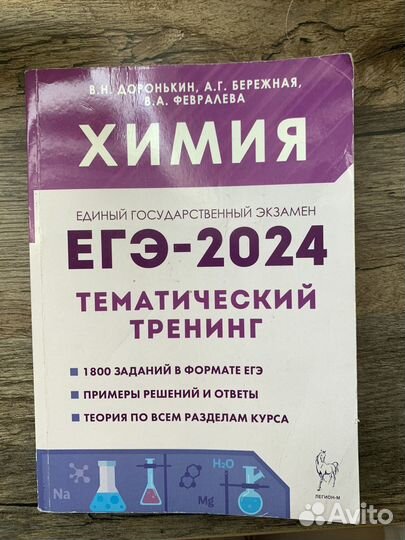 В.Н. ДОРОНЬКИН, А.Г. БЕРЕЖНАЯ,
В.А. ФЕВРАЛЕВА
ХИМИЯ
ЕДИНЫЙ ГОСУДАРСТВЕННЫЙ ЭКЗАМЕН
ЕГЭ-2024
ТЕМАТИЧЕСКИЙ
ТРЕНИНГ
1800 ЗАДАНИЙ В ФОРМАТЕ ЕГЭ
ПРИМЕРЫ РЕШЕНИЙ И ОТВЕТЫ
ТЕОРИЯ ПО ВСЕМ РАЗДЕЛАМ КУРСА
H₂O
Na
Mg
ЛЕГИОН-М
Avito